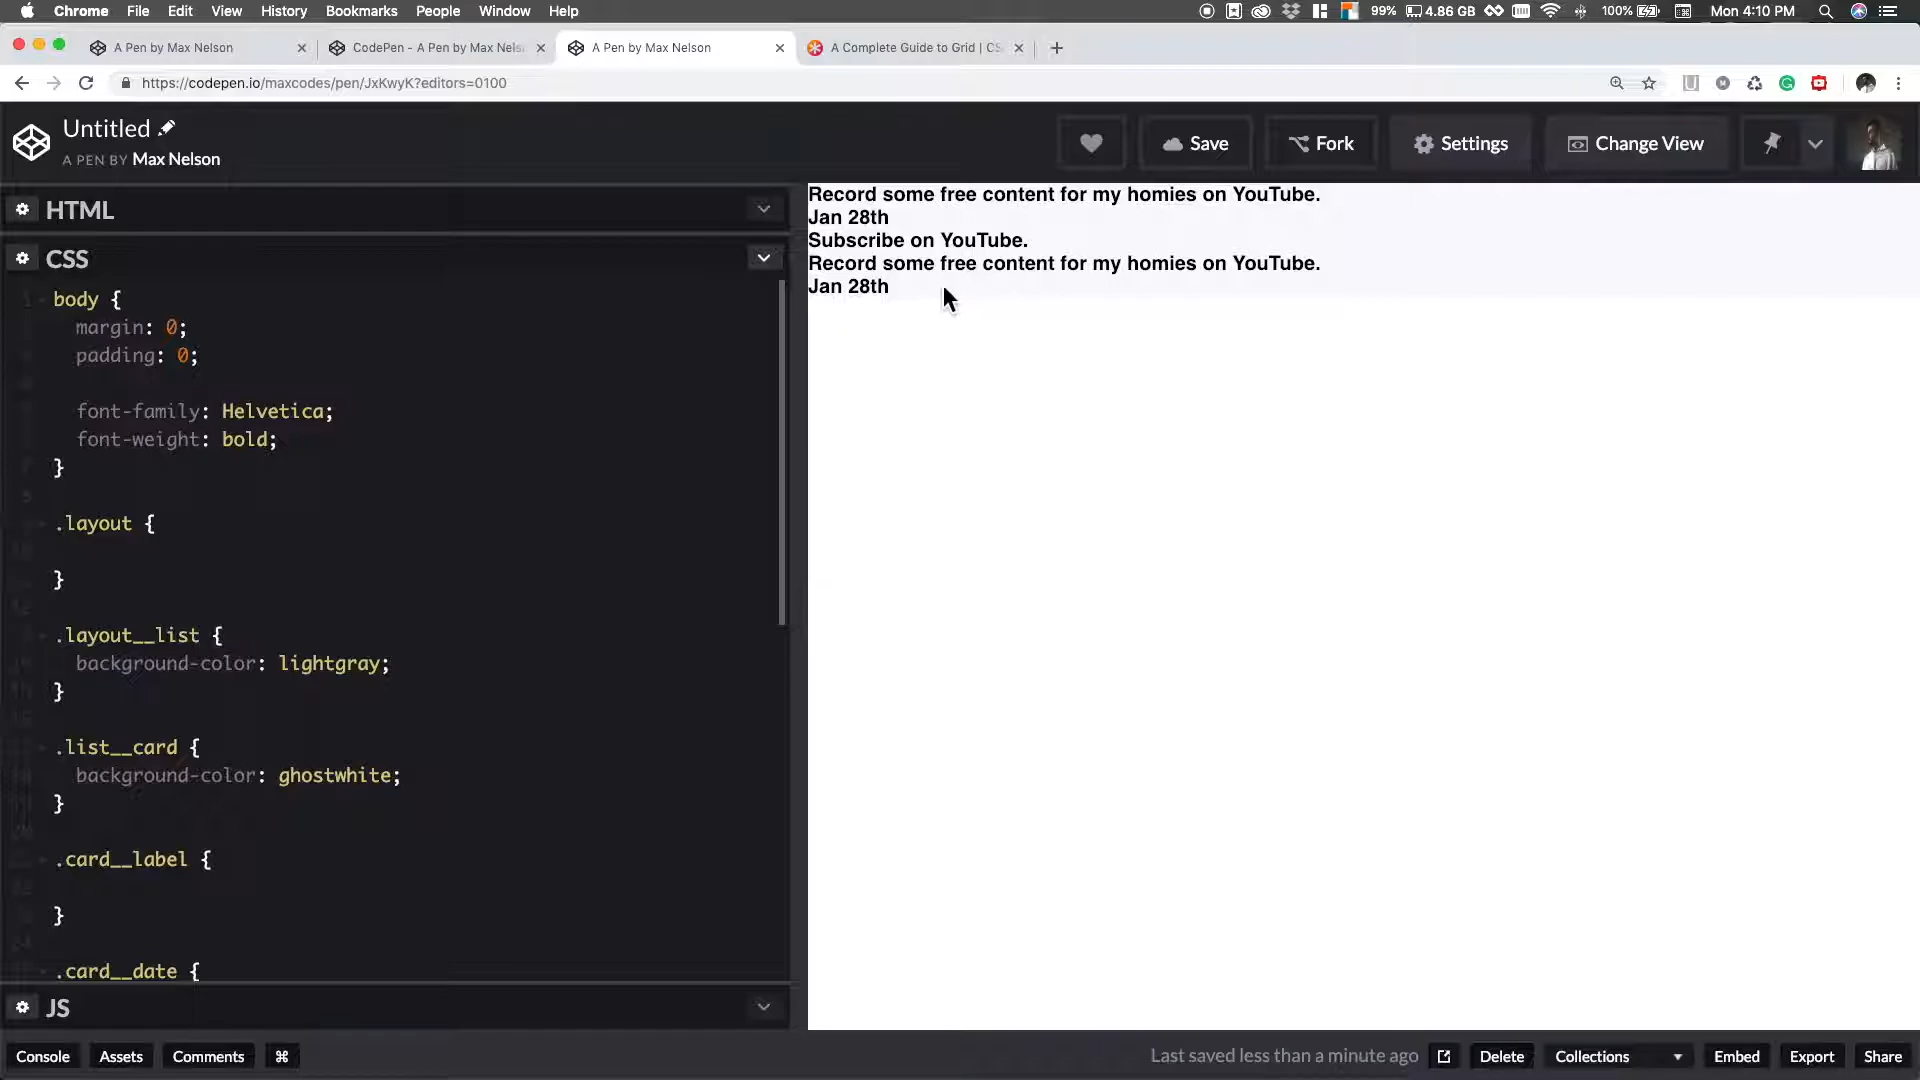 Chrome File Edit View History Bookmarks People Window Help 99% 4.86 GB 100% Mon 4:10 PM
A Pen by Max Nelson
CodePen - A Pen by Max Nels
A Pen by Max Nelson
A Complete Guide to Grid | CS
https://codepen.io/maxcodes/pen/JxKwyK?editors=0100
Untitled
A PEN BY Max Nelson
Save
Fork
Settings
Change View
HTML
CSS
body {
margin: 0;
padding: 0;
font-family: Helvetica;
font-weight: bold;
}
.layout {
}
.layout__list {
background-color: lightgray;
}
.list__card {
background-color: ghostwhite;
}
.card__label {
}
.card__date {
JS
Record some free content for my homies on YouTube.
Jan 28th
Subscribe on YouTube.
Record some free content for my homies on YouTube.
Jan 28th
Console Assets Comments ⌘ Last saved less than a minute ago Delete Collections Embed Export Share